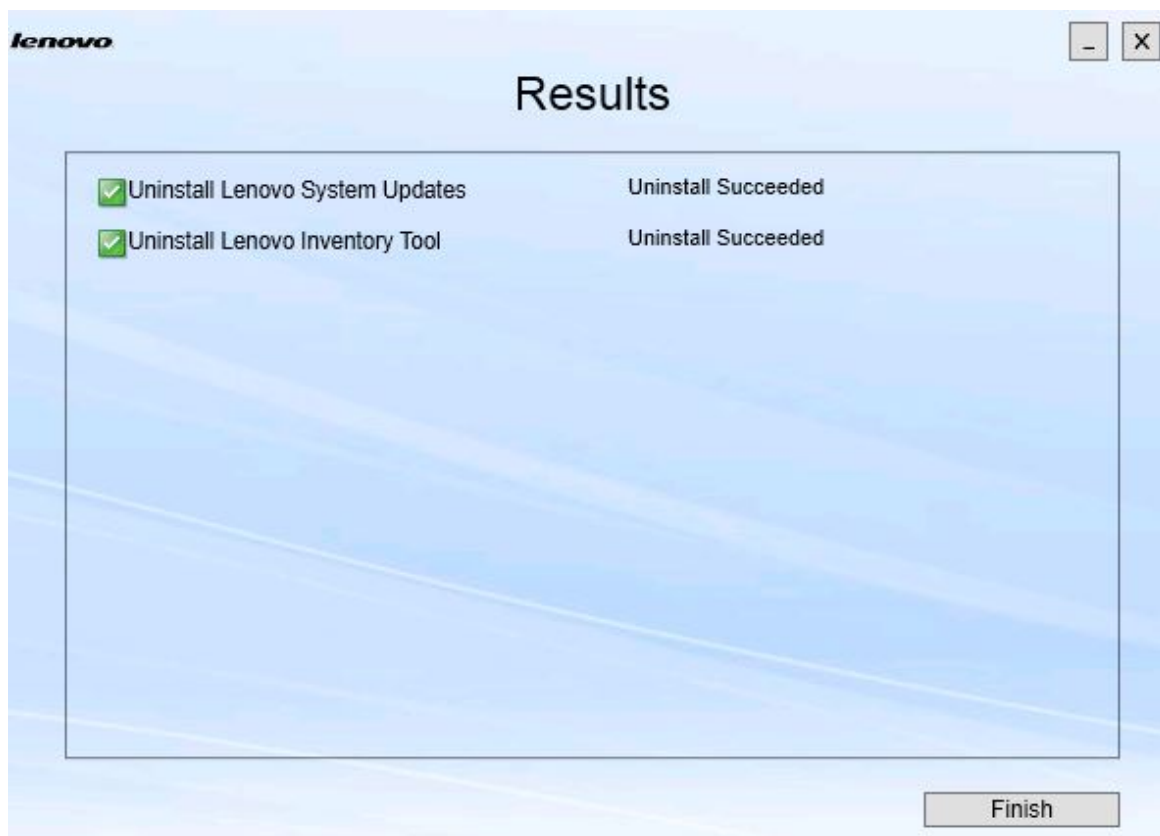 lenovo
_ X
Results
Uninstall Lenovo System Updates Uninstall Succeeded
Uninstall Lenovo Inventory Tool Uninstall Succeeded
Finish